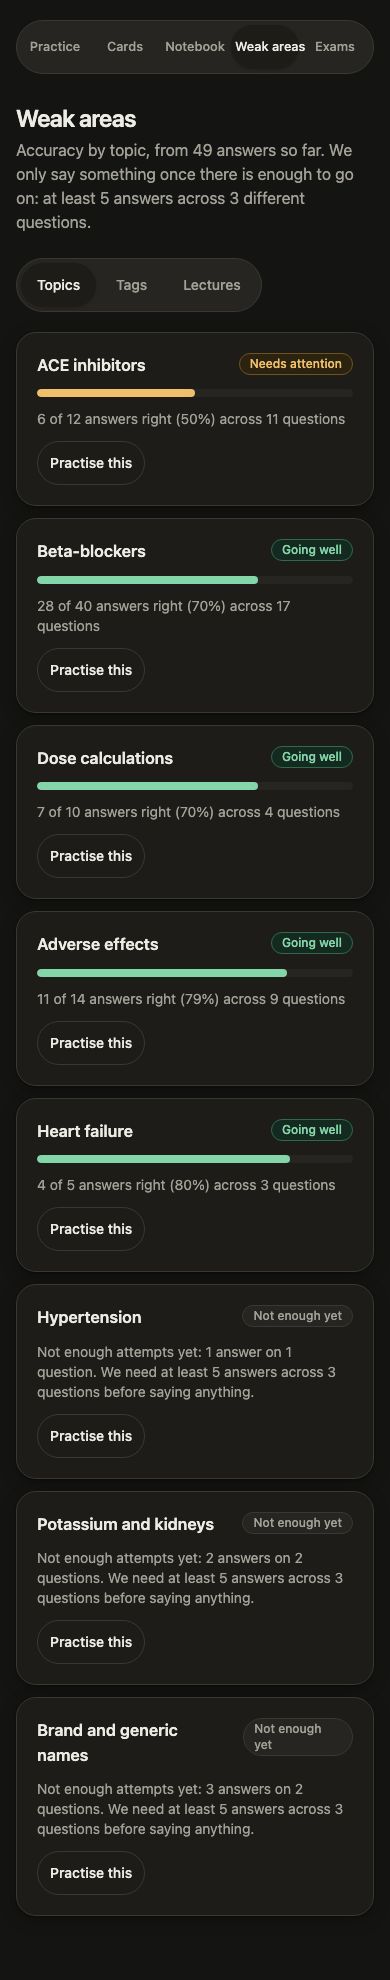 Practice Cards Notebook Weak areas Exams
Weak areas
Accuracy by topic, from 49 answers so far. We
only say something once there is enough to go
on: at least 5 answers across 3 different
questions.
Topics Tags Lectures
ACE inhibitors Needs attention
6 of 12 answers right (50%) across 11 questions
Practise this
Beta-blockers Going well
28 of 40 answers right (70%) across 17
questions
Practise this
Dose calculations Going well
7 of 10 answers right (70%) across 4 questions
Practise this
Adverse effects Going well
11 of 14 answers right (79%) across 9 questions
Practise this
Heart failure Going well
4 of 5 answers right (80%) across 3 questions
Practise this
Hypertension Not enough yet
Not enough attempts yet: 1 answer on 1
question. We need at least 5 answers across 3
questions before saying anything.
Practise this
Potassium and kidneys Not enough yet
Not enough attempts yet: 2 answers on 2
questions. We need at least 5 answers across 3
questions before saying anything.
Practise this
Brand and generic
names
Not enough
yet
Not enough attempts yet: 3 answers on 2
questions. We need at least 5 answers across 3
questions before saying anything.
Practise this